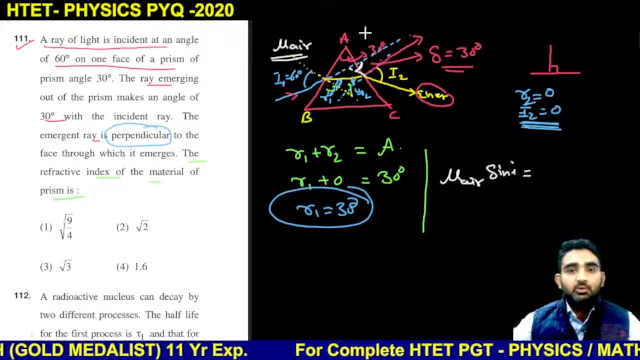 HTET- PHYSICS PYQ -2020
111. A ray of light is incident at an angle
of 60° on one face of a prism of
prism angle 30°. The ray emerging
out of the prism makes an angle of
30° with the incident ray. The
emergent ray is perpendicular to the
face through which it emerges. The
refractive index of the material of
prism is :
(1) √9/4 (2) √2
(3) √3 (4) 1.6
112. A radioactive nucleus can decay by
two different processes. The half life
for the first process is τ1 and that for
μair
A
30°
δ = 30°
I1=60°
I2
r1
r2
B
C
r2=0
I2=0
r1+r2 = A
r1+0 = 30°
r1 = 30°
μair sin i =
H (GOLD MEDALIST) 11 Yr Exp. For Complete HTET PGT - PHYSICS / MATH